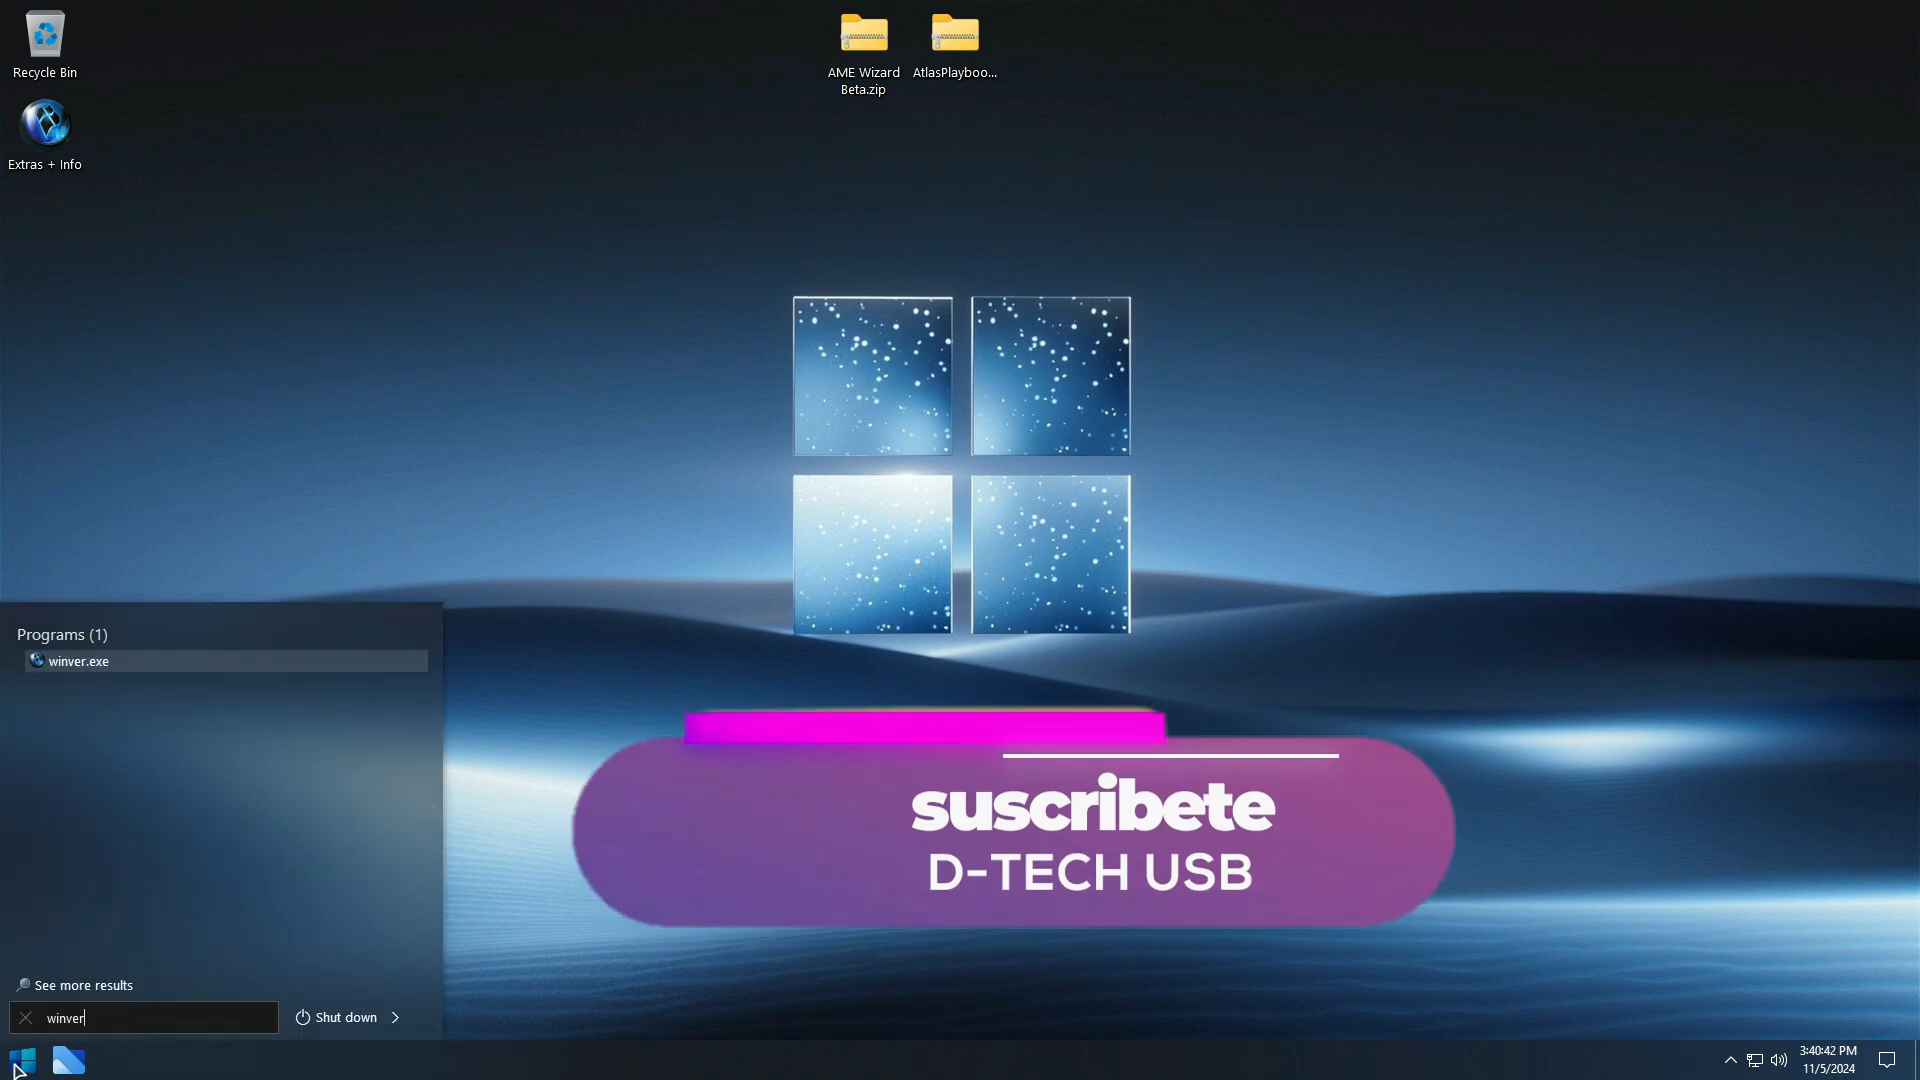 Recycle Bin
Extras + Info
AME Wizard
Beta.zip
AtlasPlayboo...
Programs (1)
winver.exe
suscribete
D-TECH USB
See more results
winver
Shut down
3:40:42 PM
11/5/2024